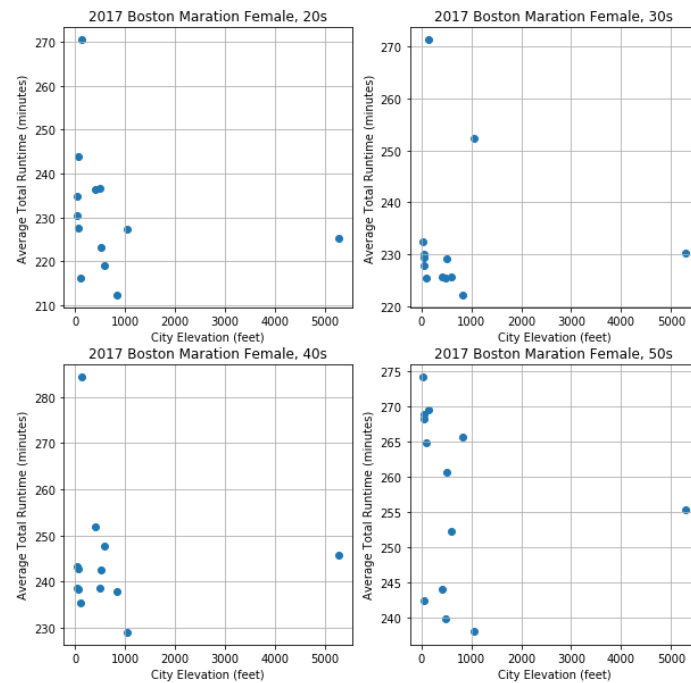 2017 Boston Maration Female, 20s
270
260
250
240
230
220
210
Average Total Runtime (minutes)
0 1000 2000 3000 4000 5000
City Elevation (feet)
2017 Boston Maration Female, 30s
270
260
250
240
230
220
Average Total Runtime (minutes)
0 1000 2000 3000 4000 5000
City Elevation (feet)
2017 Boston Maration Female, 40s
280
270
260
250
240
230
Average Total Runtime (minutes)
0 1000 2000 3000 4000 5000
City Elevation (feet)
2017 Boston Maration Female, 50s
275
270
265
260
255
250
245
240
Average Total Runtime (minutes)
0 1000 2000 3000 4000 5000
City Elevation (feet)